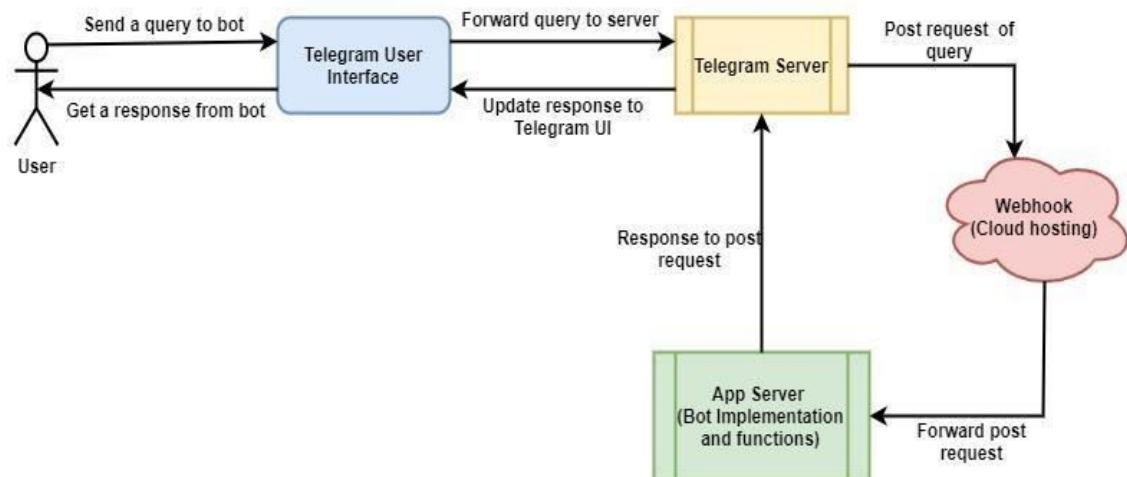 Send a query to bot
Forward query to server
Post request of
query
Telegram User
Interface
Telegram Server
Get a response from bot
Update response to
Telegram UI
User
Webhook
(Cloud hosting)
Response to post
request
App Server
(Bot Implementation
and functions)
Forward post
request